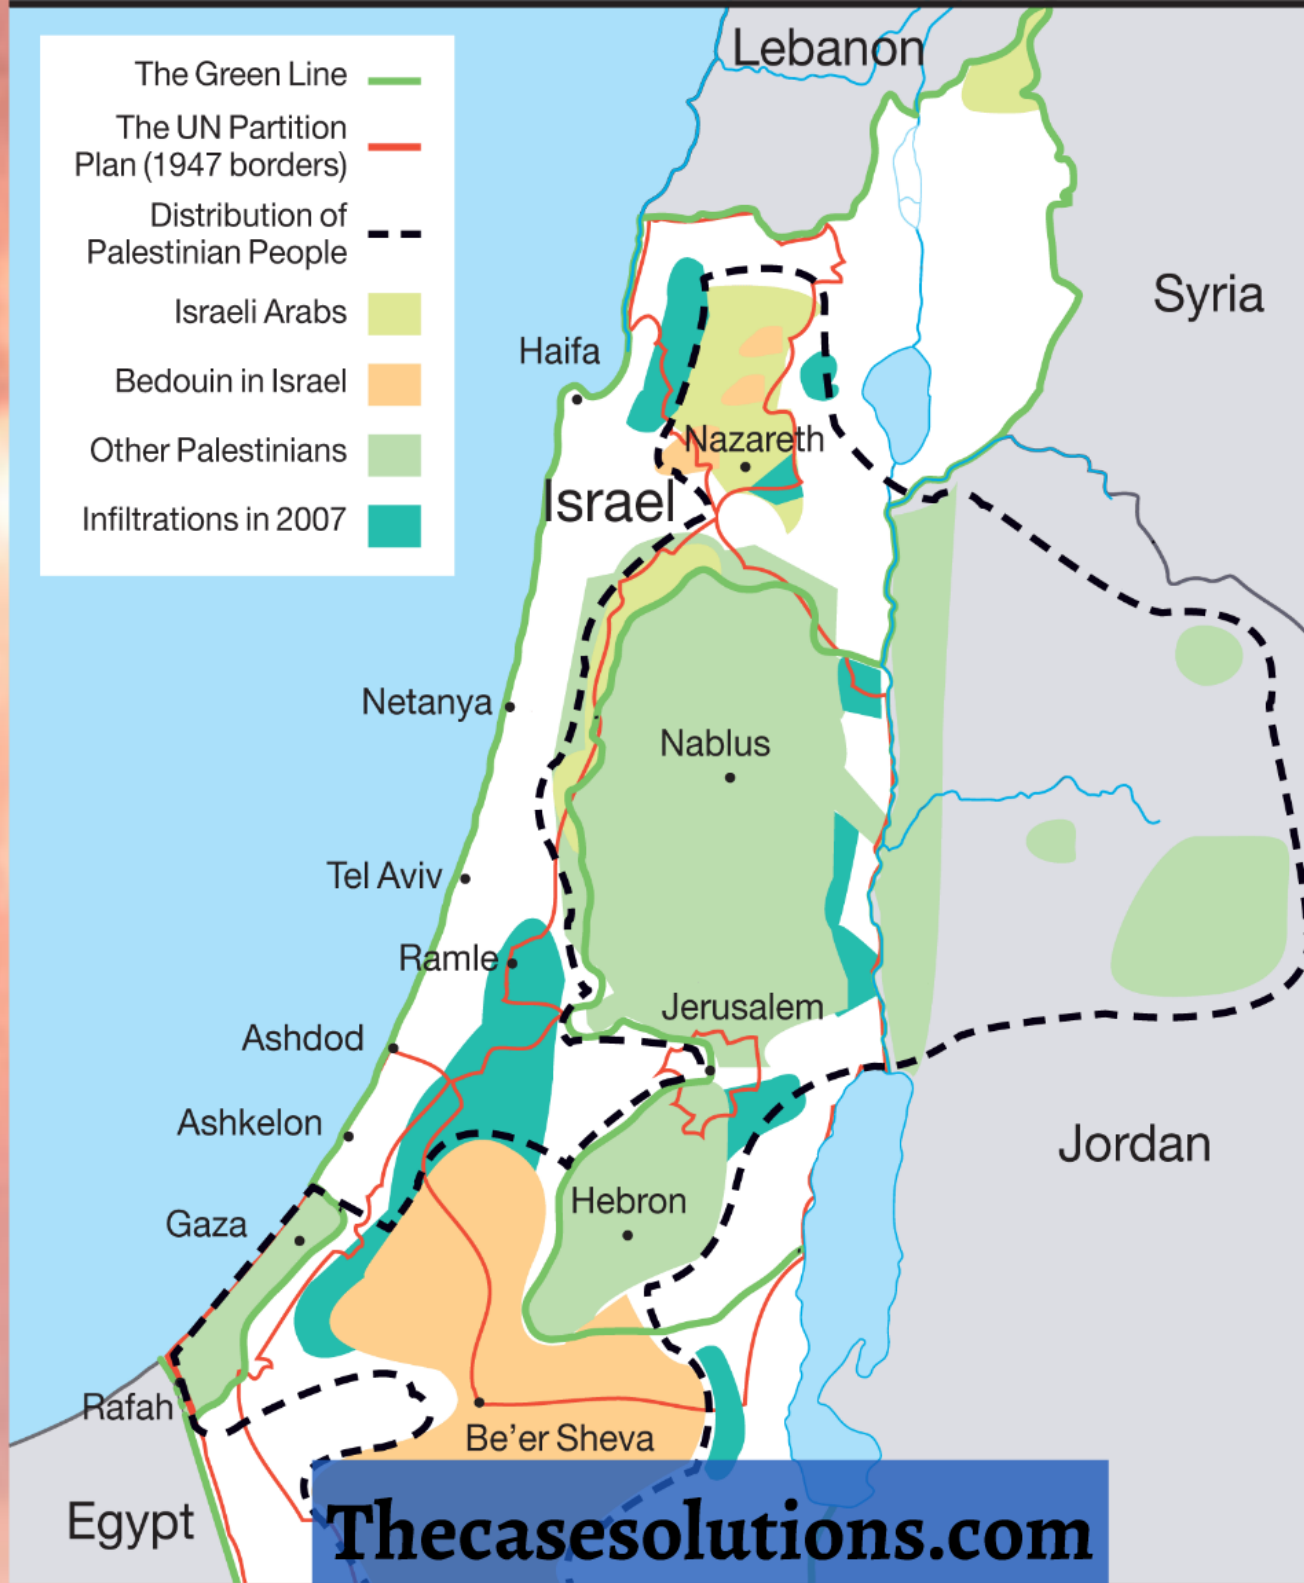 The Green Line
The UN Partition
Plan (1947 borders)
Distribution of
Palestinian People
Israeli Arabs
Bedouin in Israel
Other Palestinians
Infiltrations in 2007
Lebanon
Syria
Haifa
Nazareth
Israel
Netanya
Nablus
Tel Aviv
Ramle
Jerusalem
Ashdod
Ashkelon
Jordan
Hebron
Gaza
Rafah
Be’er Sheva
Egypt
Thecasesolutions.com